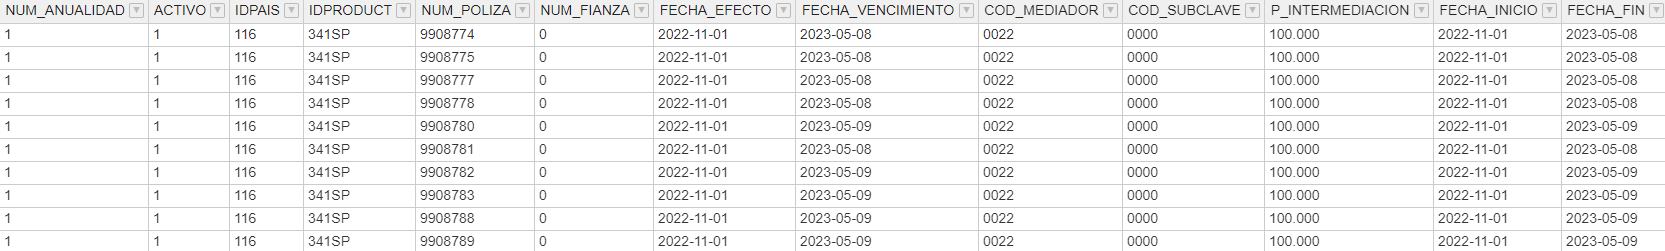 NUM_ANUALIDAD ACTIVO IDPAIS IDPRODUCT NUM_POLIZA NUM_FIANZA FECHA_EFECTO FECHA_VENCIMIENTO COD_MEDIADOR COD_SUBCLAVE P_INTERMEDIACION FECHA_INICIO FECHA_FIN
1 1 116 341SP 9908774 0 2022-11-01 2023-05-08 0022 0000 100.000 2022-11-01 2023-05-08
1 1 116 341SP 9908775 0 2022-11-01 2023-05-08 0022 0000 100.000 2022-11-01 2023-05-08
1 1 116 341SP 9908777 0 2022-11-01 2023-05-08 0022 0000 100.000 2022-11-01 2023-05-08
1 1 116 341SP 9908778 0 2022-11-01 2023-05-08 0022 0000 100.000 2022-11-01 2023-05-08
1 1 116 341SP 9908780 0 2022-11-01 2023-05-09 0022 0000 100.000 2022-11-01 2023-05-09
1 1 116 341SP 9908781 0 2022-11-01 2023-05-08 0022 0000 100.000 2022-11-01 2023-05-08
1 1 116 341SP 9908782 0 2022-11-01 2023-05-09 0022 0000 100.000 2022-11-01 2023-05-09
1 1 116 341SP 9908783 0 2022-11-01 2023-05-09 0022 0000 100.000 2022-11-01 2023-05-09
1 1 116 341SP 9908788 0 2022-11-01 2023-05-09 0022 0000 100.000 2022-11-01 2023-05-09
1 1 116 341SP 9908789 0 2022-11-01 2023-05-09 0022 0000 100.000 2022-11-01 2023-05-09